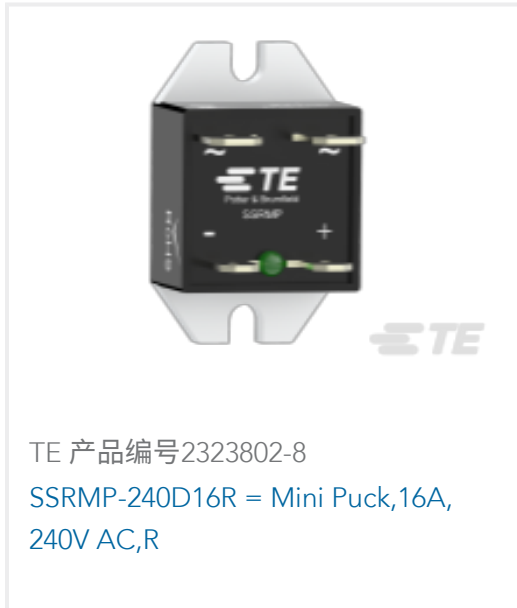 ~ ~
TE
Potter & Brumfield
SSRMP
- +
TE
TE 产品编号2323802-8
SSRMP-240D16R = Mini Puck,16A,
240V AC,R